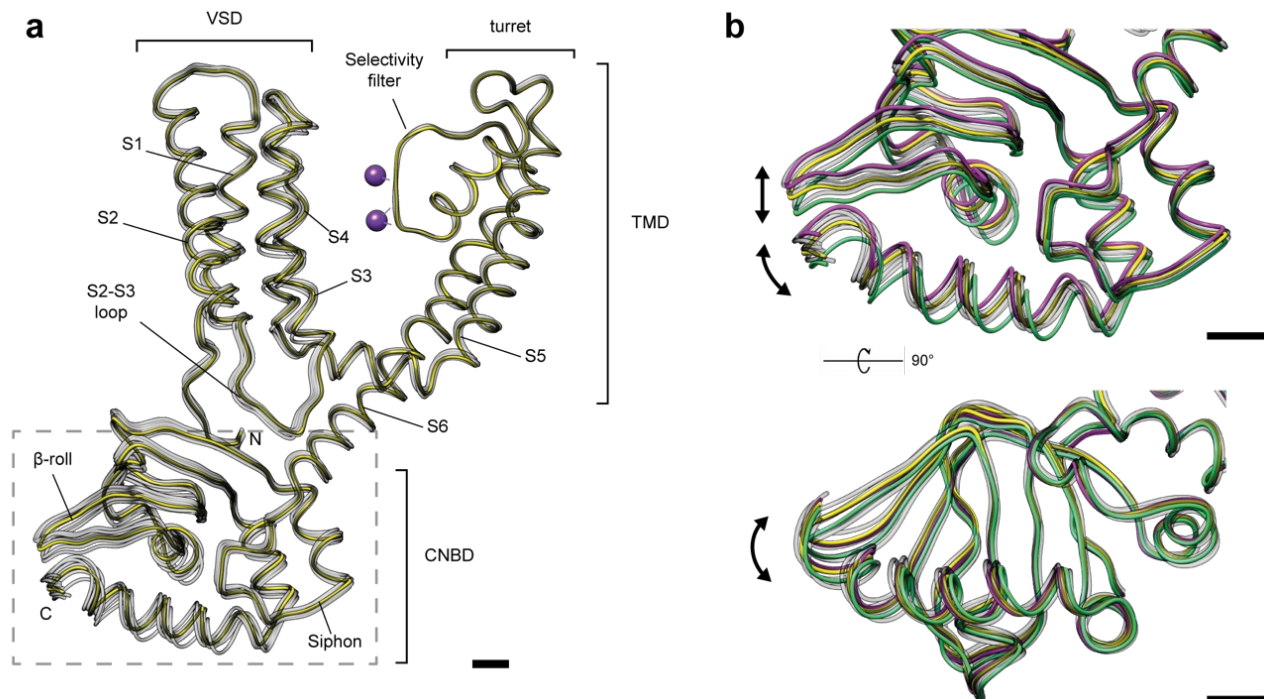 a
VSD
turret
Selectivity
filter
S1
S2
S4
S3
S2-S3
loop
TMD
S5
S6
N
β-roll
CNBD
C
Siphon
b
90°